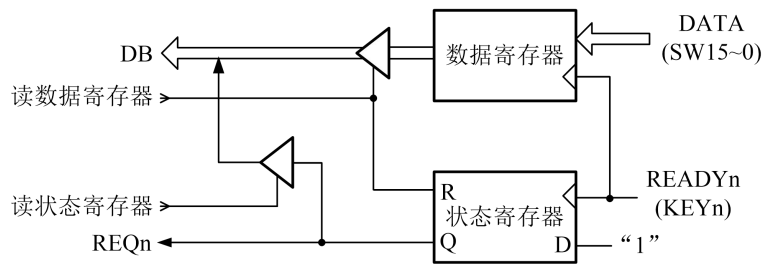 DATA
(SW15~0)
DB
数据寄存器
读数据寄存器
R
状态寄存器
READYn
(KEYn)
读状态寄存器
REQn
Q
D
“1”